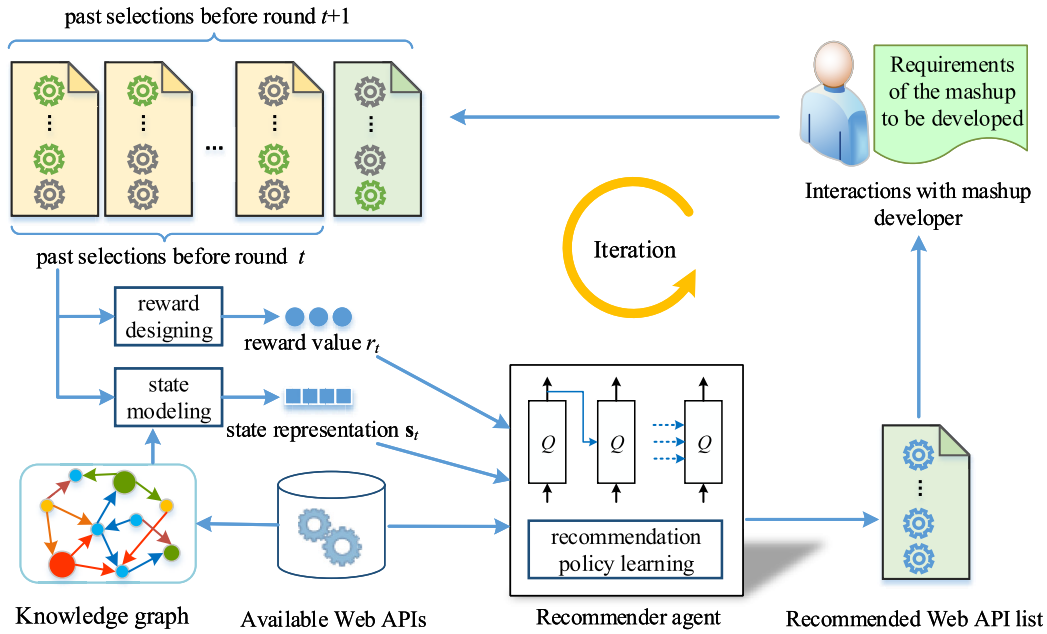 past selections before round t+1
...
Requirements
of the mashup
to be developed
Interactions with mashup
developer
past selections before round t
Iteration
reward
designing
reward value rₜ
state
modeling
state representation sₜ
Q
Q
Q
recommendation
policy learning
Knowledge graph
Available Web APIs
Recommender agent
Recommended Web API list